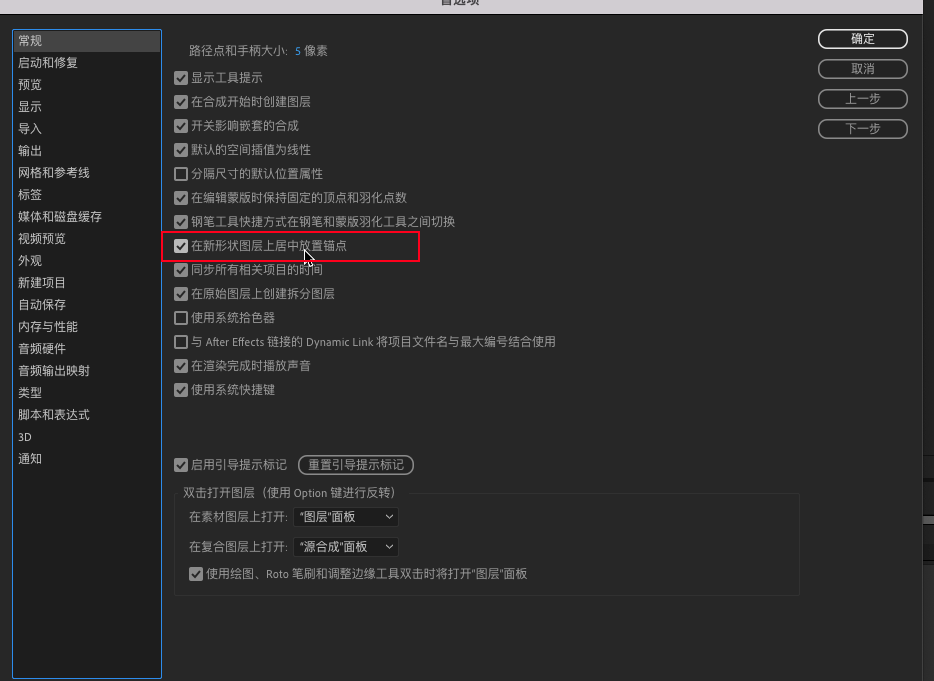 首选项
常规
启动和修复
预览
显示
导入
输出
网格和参考线
标签
媒体和磁盘缓存
视频预览
外观
新建项目
自动保存
内存与性能
音频硬件
音频输出映射
类型
脚本和表达式
3D
通知
路径点和手柄大小: 5 像素
显示工具提示
在合成开始时创建图层
开关影响嵌套的合成
默认的空间插值为线性
分隔尺寸的默认位置属性
在编辑蒙版时保持固定的顶点和羽化点数
钢笔工具快捷方式在钢笔和蒙版羽化工具之间切换
在新形状图层上居中放置锚点
同步所有相关项目的时间
在原始图层上创建拆分图层
使用系统拾色器
与 After Effects 链接的 Dynamic Link 将项目文件名与最大编号结合使用
在渲染完成时播放声音
使用系统快捷键
启用引导提示标记 重置引导提示标记
双击打开图层（使用 Option 键进行反转）
在素材图层上打开: “图层”面板
在复合图层上打开: “源合成”面板
使用绘图、Roto 笔刷和调整边缘工具双击时将打开“图层”面板
确定
取消
上一步
下一步